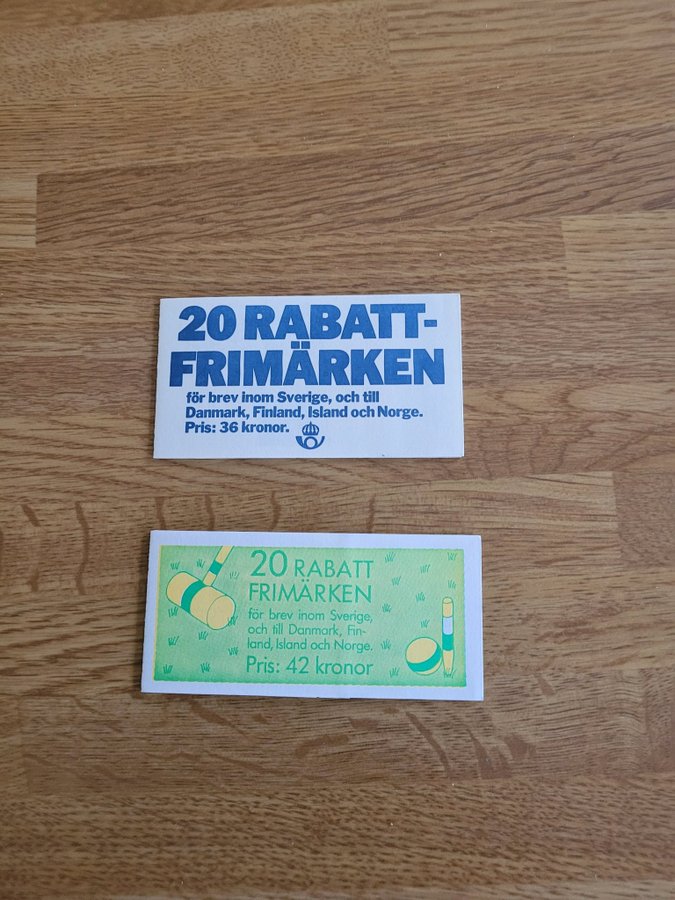 20 RABATT-
FRIMÄRKEN
för brev inom Sverige, och till
Danmark, Finland, Island och Norge.
Pris: 36 kronor.
20 RABATT
FRIMÄRKEN
för brev inom Sverige,
och till Danmark, Fin-
land, Island och Norge.
Pris: 42 kronor